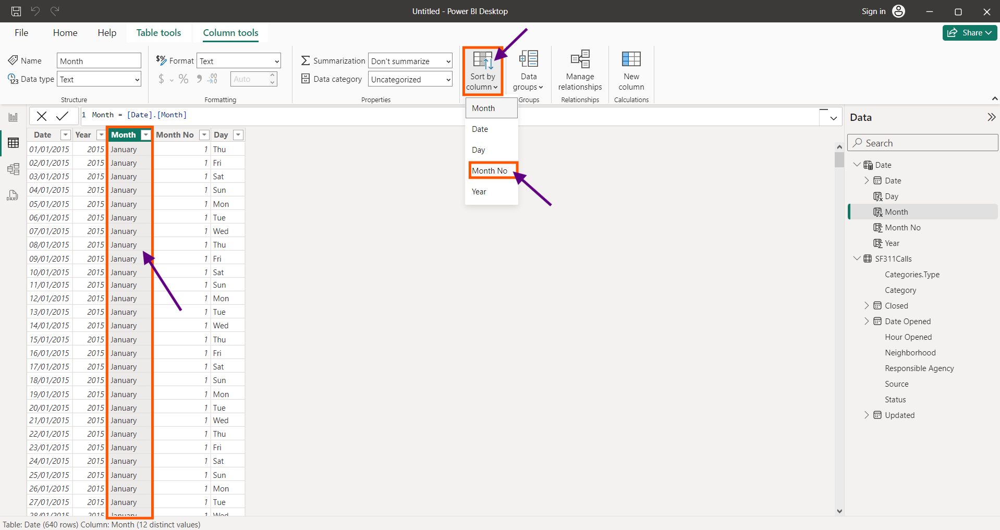 Untitled - Power BI Desktop
Sign in
File Home Help Table tools Column tools
Share
Name Month
Data type Text
Structure
Format Text
$ % Auto
Formatting
Summarization Don't summarize
Data category Uncategorized
Properties
Sort by
column
Data
groups
Groups
Manage
relationships
Relationships
New
column
Calculations
1 Month = [Date].[Month]
Month
Date
Day
Month No
Year
Date Year Month Month No Day
01/01/2015 2015 January 1 Thu
02/01/2015 2015 January 1 Fri
03/01/2015 2015 January 1 Sat
04/01/2015 2015 January 1 Sun
05/01/2015 2015 January 1 Mon
06/01/2015 2015 January 1 Tue
07/01/2015 2015 January 1 Wed
08/01/2015 2015 January 1 Thu
09/01/2015 2015 January 1 Fri
10/01/2015 2015 January 1 Sat
11/01/2015 2015 January 1 Sun
12/01/2015 2015 January 1 Mon
13/01/2015 2015 January 1 Tue
14/01/2015 2015 January 1 Wed
15/01/2015 2015 January 1 Thu
16/01/2015 2015 January 1 Fri
17/01/2015 2015 January 1 Sat
18/01/2015 2015 January 1 Sun
19/01/2015 2015 January 1 Mon
20/01/2015 2015 January 1 Tue
21/01/2015 2015 January 1 Wed
22/01/2015 2015 January 1 Thu
23/01/2015 2015 January 1 Fri
24/01/2015 2015 January 1 Sat
25/01/2015 2015 January 1 Sun
26/01/2015 2015 January 1 Mon
27/01/2015 2015 January 1 Tue
28/01/2015 2015 January 1 Wed
Data
Search
Date
Date
Day
Month
Month No
Year
SF311Calls
Categories.Type
Category
Closed
Date Opened
Hour Opened
Neighborhood
Responsible Agency
Source
Status
Updated
Table: Date (640 rows) Column: Month (12 distinct values)